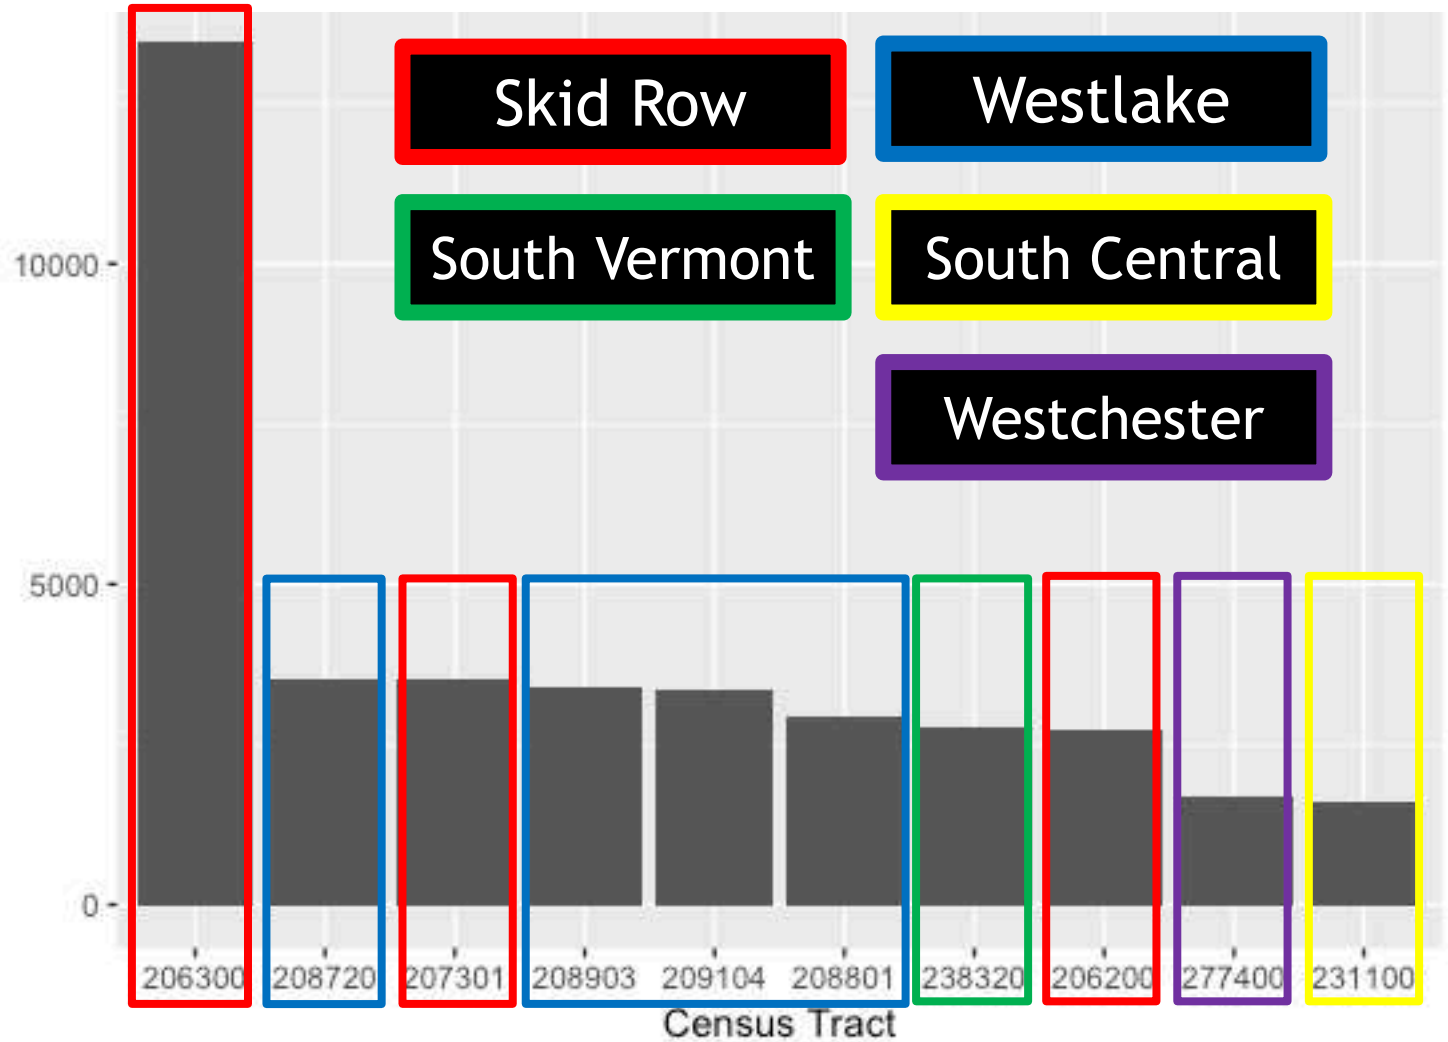 Skid Row
Westlake
South Vermont
South Central
Westchester
10000
5000
0
206300 208720 207301 208903 209104 208801 238320 206200 277400 231100
Census Tract